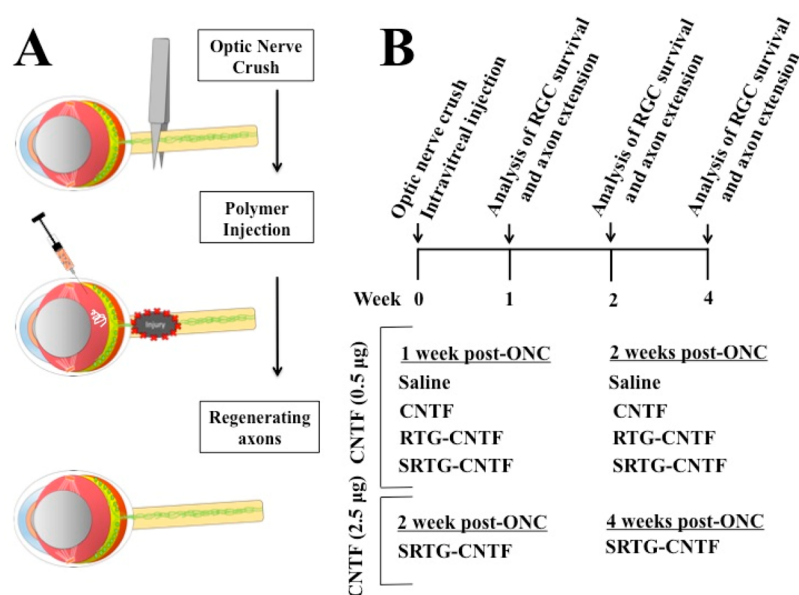 A
Optic Nerve
Crush
Polymer
Injection
Injury
Regenerating
axons
B
Optic nerve crush
Intravitreal injection
Analysis of RGC survival
and axon extension
Analysis of RGC survival
and axon extension
Analysis of RGC survival
and axon extension
Week 0 1 2 4
CNTF (0.5 µg)
1 week post-ONC
Saline
CNTF
RTG-CNTF
SRTG-CNTF
2 weeks post-ONC
Saline
CNTF
RTG-CNTF
SRTG-CNTF
CNTF (2.5 µg)
2 week post-ONC
SRTG-CNTF
4 weeks post-ONC
SRTG-CNTF